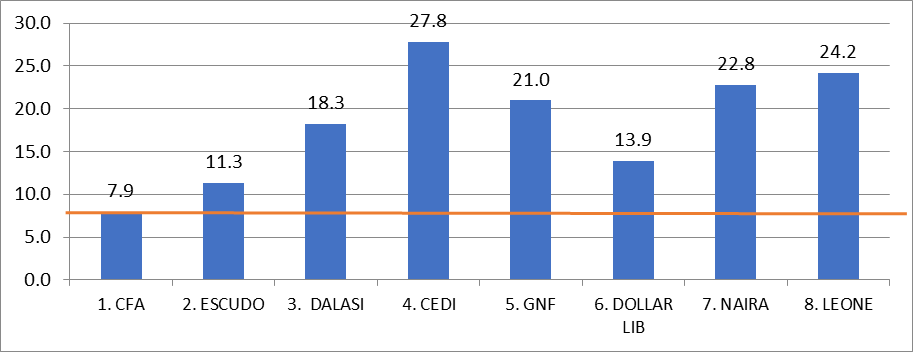 30.0
25.0
20.0
15.0
10.0
5.0
0.0
7.9
11.3
18.3
27.8
21.0
13.9
22.8
24.2
1. CFA
2. ESCUDO
3.  DALASI
4. CEDI
5. GNF
6. DOLLAR
LIB
7. NAIRA
8. LEONE